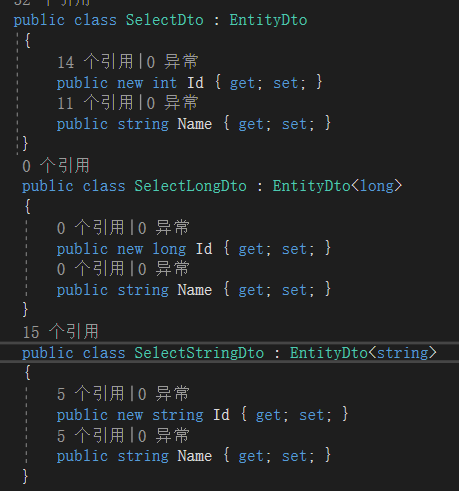 32 个引用
public class SelectDto : EntityDto
{
14 个引用|0 异常
public new int Id { get; set; }
11 个引用|0 异常
public string Name { get; set; }
}
0 个引用
public class SelectLongDto : EntityDto<long>
{
0 个引用|0 异常
public new long Id { get; set; }
0 个引用|0 异常
public string Name { get; set; }
}
15 个引用
public class SelectStringDto : EntityDto<string>
{
5 个引用|0 异常
public new string Id { get; set; }
5 个引用|0 异常
public string Name { get; set; }
}